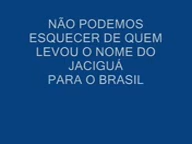 NÃO PODEMOS
ESQUECER DE QUEM
LEVOU O NOME DO
JACIGUÁ
PARA O BRASIL